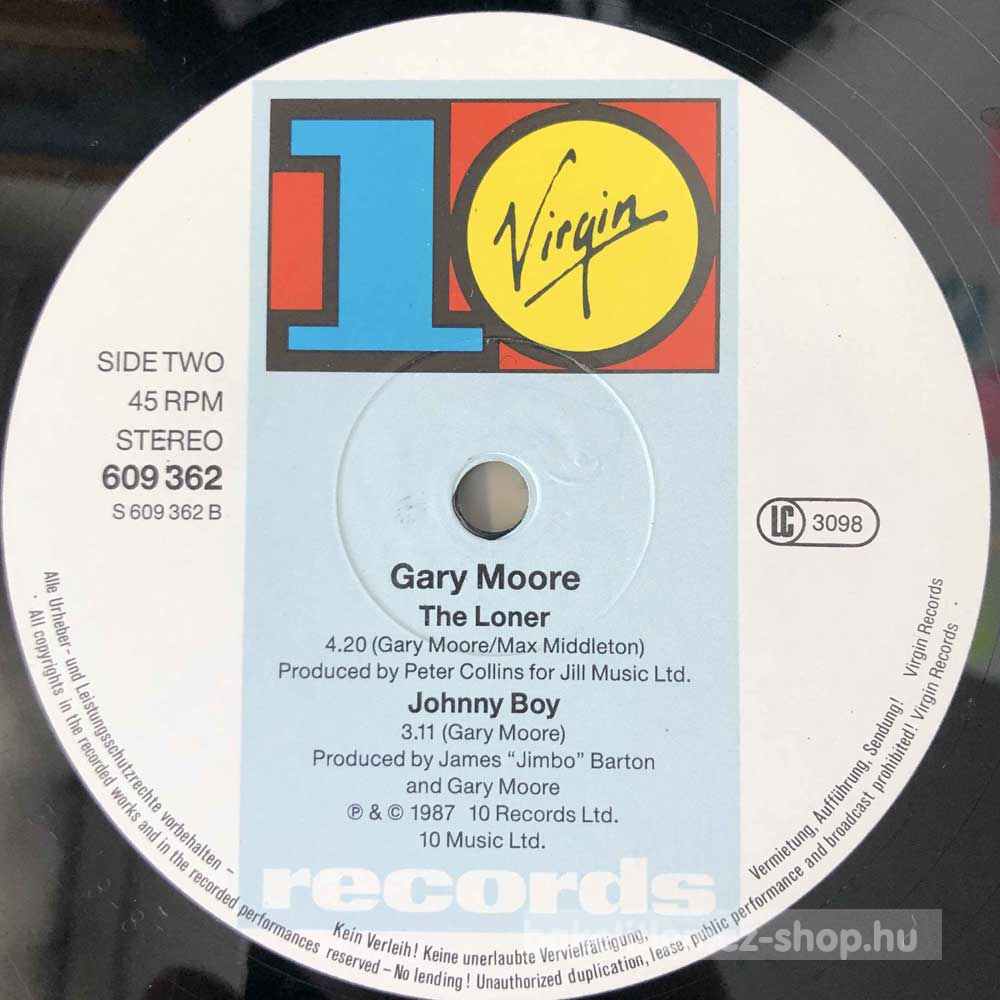 10
Virgin
SIDE TWO
45 RPM
STEREO
609 362
S 609 362 B
LC 3098
Gary Moore
The Loner
4.20 (Gary Moore/Max Middleton)
Produced by Peter Collins for Jill Music Ltd.
Johnny Boy
3.11 (Gary Moore)
Produced by James “Jimbo” Barton
and Gary Moore
℗ & © 1987 10 Records Ltd.
10 Music Ltd.
records
Alle Urheber- und Leistungsschutzrechte vorbehalten – Kein Verleih! Keine unerlaubte Vervielfältigung, Vermietung, Aufführung, Sendung! Virgin Records
· All copyrights in the recorded works and in the recorded performances reserved – No lending! Unauthorized duplication, lease, public performance and broadcast prohibited! Virgin Records ·
z-shop.hu